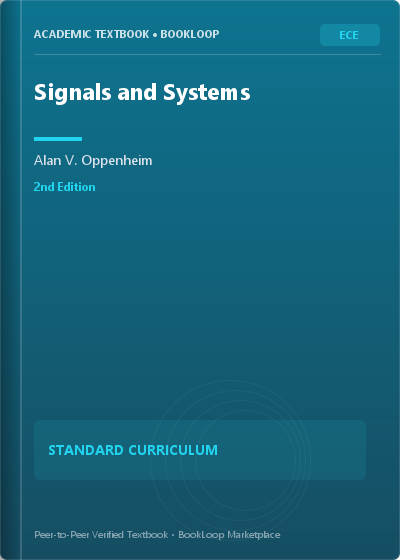 ACADEMIC TEXTBOOK • BOOKLOOP
ECE
Signals and Systems
Alan V. Oppenheim
2nd Edition
STANDARD CURRICULUM
Peer-to-Peer Verified Textbook • BookLoop Marketplace